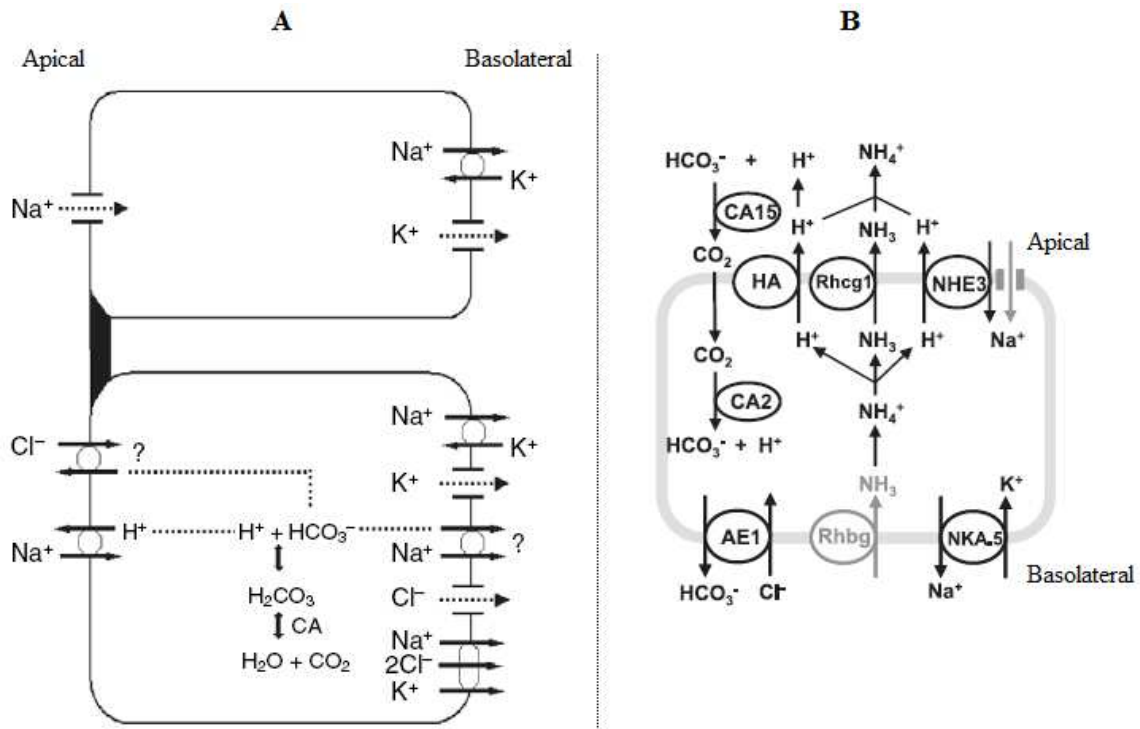 A
Apical
Basolateral
Na⁺
K⁺
Na⁺
K⁺
Na⁺
K⁺
Cl⁻
?
K⁺
H⁺
H⁺ + HCO₃⁻
Na⁺
Na⁺
?
H₂CO₃
Cl⁻
CA
Na⁺
H₂O + CO₂
2Cl⁻
K⁺
B
HCO₃⁻ + H⁺
NH₄⁺
CA15
H⁺
NH₃
H⁺
Apical
CO₂
HA
Rhcg1
NHE3
H⁺
NH₃
H⁺
Na⁺
CO₂
CA2
NH₄⁺
HCO₃⁻ + H⁺
NH₃
K⁺
AE1
Rhbg
NKA.5
Basolateral
HCO₃⁻
Cl⁻
Na⁺